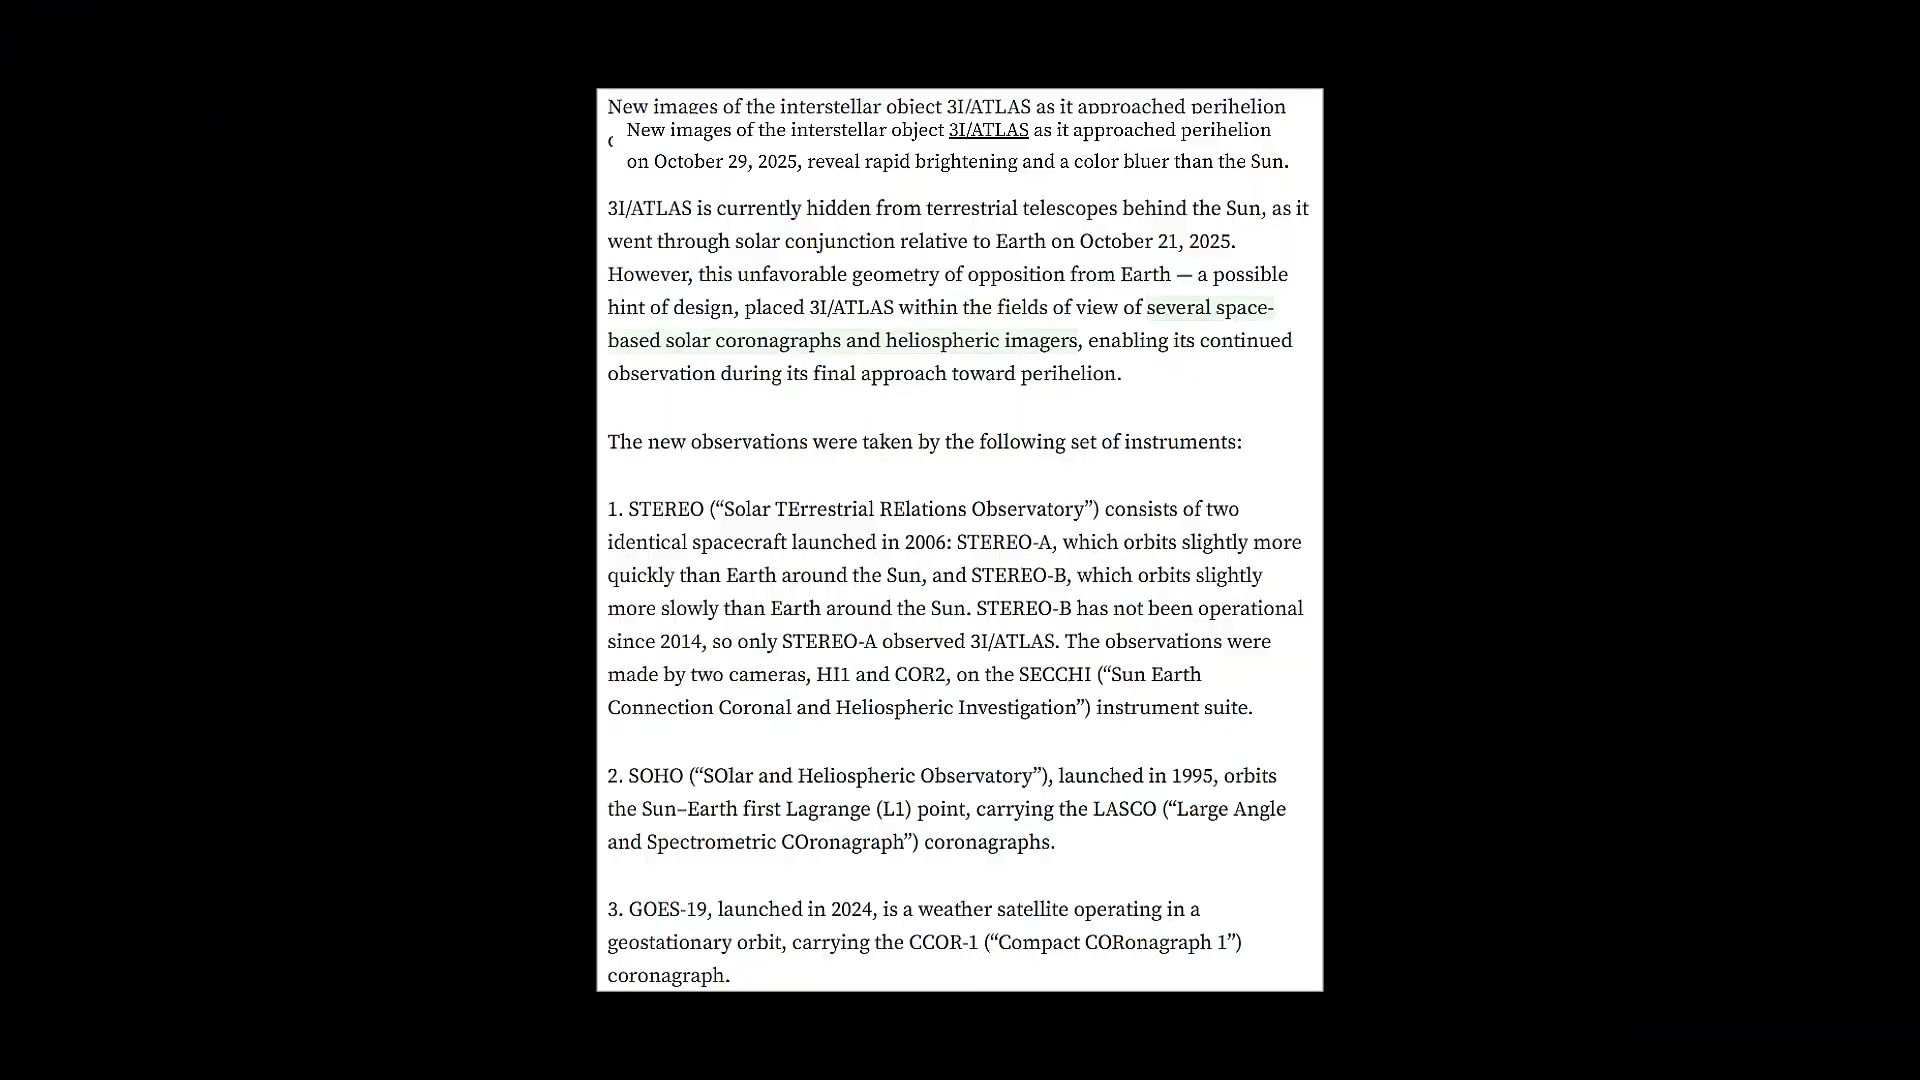 New images of the interstellar object 3I/ATLAS as it approached perihelion
New images of the interstellar object 3I/ATLAS as it approached perihelion
on October 29, 2025, reveal rapid brightening and a color bluer than the Sun.
3I/ATLAS is currently hidden from terrestrial telescopes behind the Sun, as it
went through solar conjunction relative to Earth on October 21, 2025.
However, this unfavorable geometry of opposition from Earth — a possible
hint of design, placed 3I/ATLAS within the fields of view of several space-
based solar coronagraphs and heliospheric imagers, enabling its continued
observation during its final approach toward perihelion.
The new observations were taken by the following set of instruments:
1. STEREO (“Solar TErrestrial RElations Observatory”) consists of two
identical spacecraft launched in 2006: STEREO-A, which orbits slightly more
quickly than Earth around the Sun, and STEREO-B, which orbits slightly
more slowly than Earth around the Sun. STEREO-B has not been operational
since 2014, so only STEREO-A observed 3I/ATLAS. The observations were
made by two cameras, HI1 and COR2, on the SECCHI (“Sun Earth
Connection Coronal and Heliospheric Investigation”) instrument suite.
2. SOHO (“SOlar and Heliospheric Observatory”), launched in 1995, orbits
the Sun–Earth first Lagrange (L1) point, carrying the LASCO (“Large Angle
and Spectrometric COronagraph”) coronagraphs.
3. GOES-19, launched in 2024, is a weather satellite operating in a
geostationary orbit, carrying the CCOR-1 (“Compact CORonagraph 1”)
coronagraph.